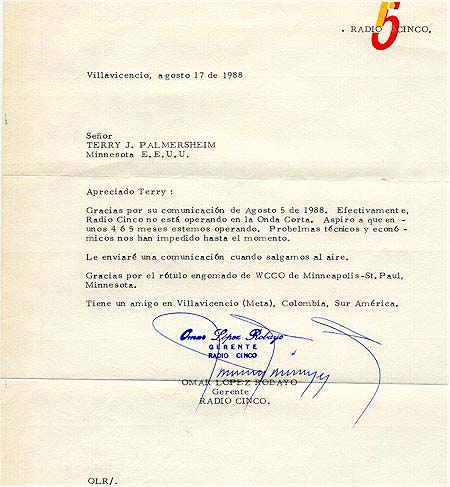 . RADIO 5 CINCO.
Villavicencio, agosto 17 de 1988
Señor
TERRY J. PALMERSHEIM
Minnesota E.E.U.U.
Apreciado Terry :
Gracias por su comunicación de Agosto 5 de 1988. Efectivamente,
Radio Cinco no está operando en la Onda Corta. Aspiro a que en -
unos 4 ó 5 meses estemos operando. Probelmas técnicos y econó -
micos nos han impedido hasta el momento.
Le enviaré una comunicación cuando salgamos al aire.
Gracias por el rótulo engomado de WCCO de Minneapolis-St. Paul,
Minnesota.
Tiene un amigo en Villavicencio (Meta), Colombia, Sur América.
Omar López Robayo
GERENTE
RADIO CINCO
OMAR LOPEZ ROBAYO
Gerente
RADIO CINCO.
OLR/.